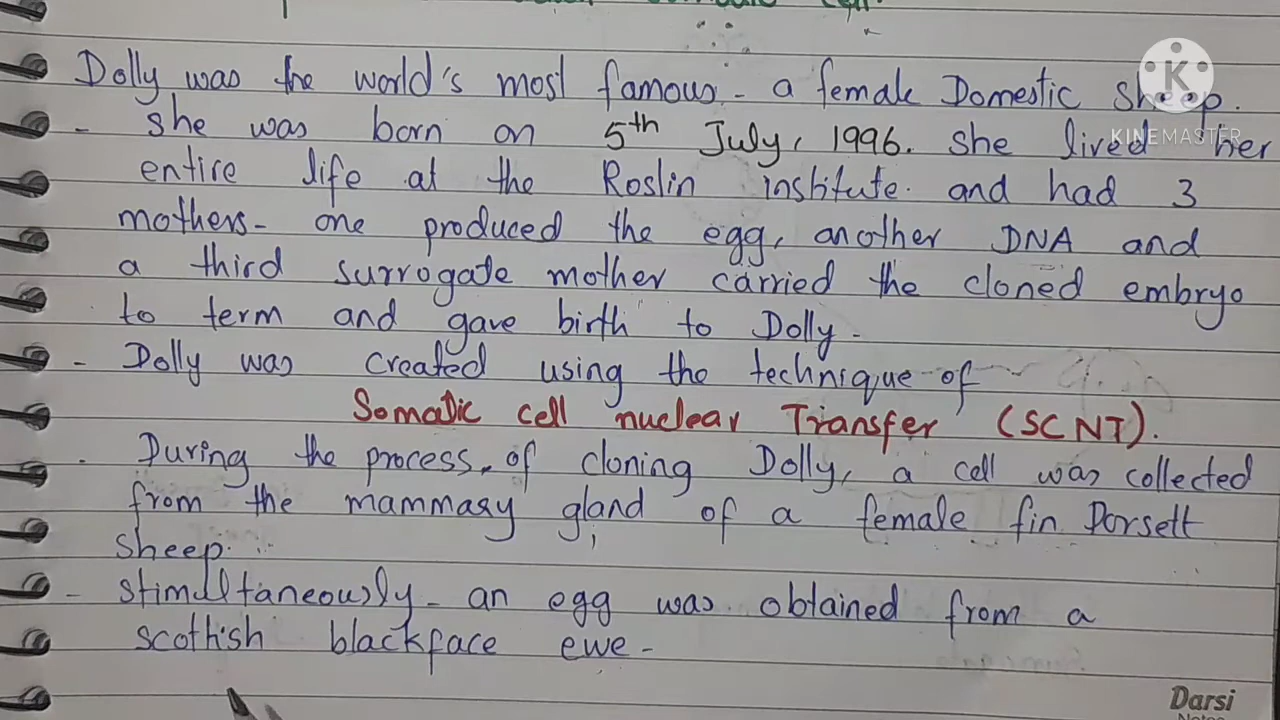 Dolly was the world's most famous - a female Domestic sheep.
- she was born on 5th July, 1996. she lived her
entire life at the Roslin institute. and had 3
mothers - one produced the egg, another DNA and
a third surrogate mother carried the cloned embryo
to term and gave birth to Dolly -
- Dolly was created using the technique of
Somatic cell nuclear Transfer (SCNT).
- During the process of cloning Dolly, a cell was collected
from the mammary gland of a female fin Dorsett
sheep.
- stimultaneously - an egg was obtained from a
scottish blackface ewe -
K
KINEMASTER
Darsi
Notes